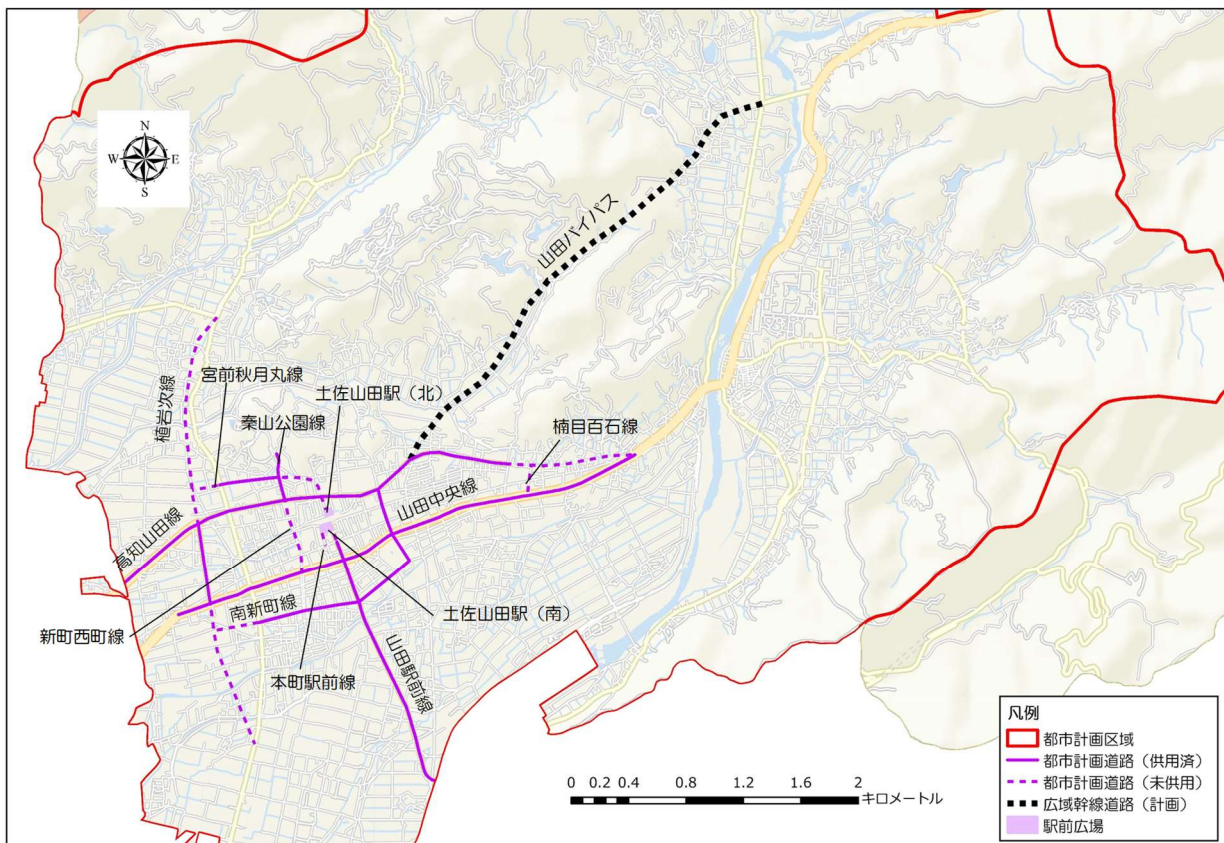 N
W
E
S
山田バイパス
宮前秋月丸線
土佐山田駅（北）
植岩次線
秦山公園線
楠目百石線
山田中央線
高知山田線
南新町線
土佐山田駅（南）
新町西町線
本町駅前線
山田駅前線
凡例
都市計画区域
都市計画道路（供用済）
都市計画道路（未供用）
広域幹線道路（計画）
駅前広場
0 0.2 0.4 0.8 1.2 1.6 2
キロメートル